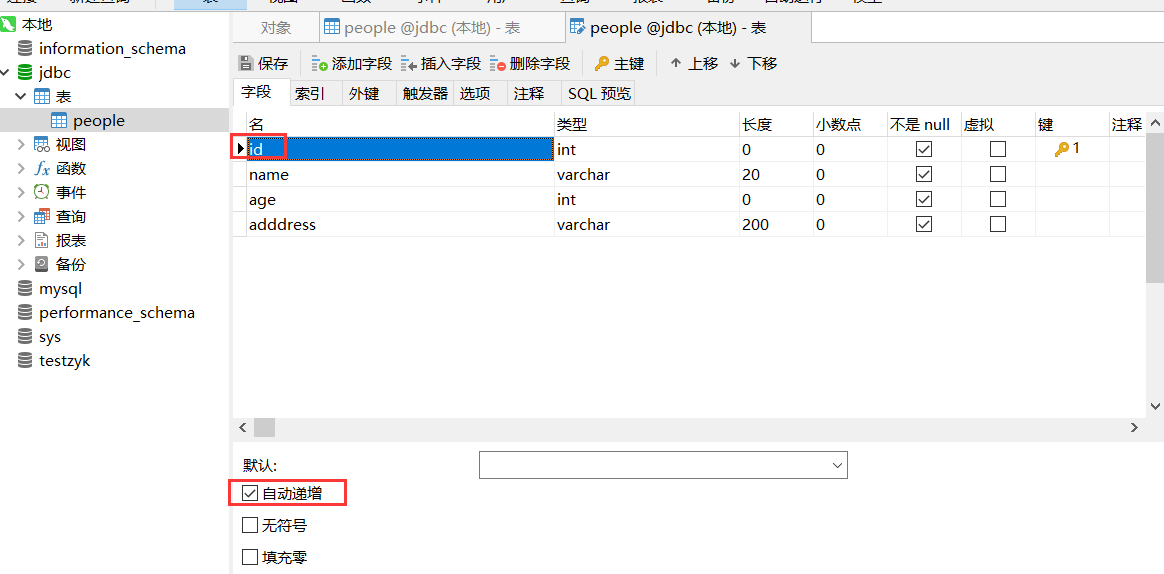 本地
information_schema
jdbc
表
people
视图
函数
事件
查询
报表
备份
mysql
performance_schema
sys
testzyk
对象 people @jdbc (本地) - 表 people @jdbc (本地) - 表
保存 添加字段 插入字段 删除字段 主键 上移 下移
字段 索引 外键 触发器 选项 注释 SQL 预览
名 类型 长度 小数点 不是 null 虚拟 键 注释
id int 0 0 1
name varchar 20 0
age int 0 0
adddress varchar 200 0
默认:
自动递增
无符号
填充零